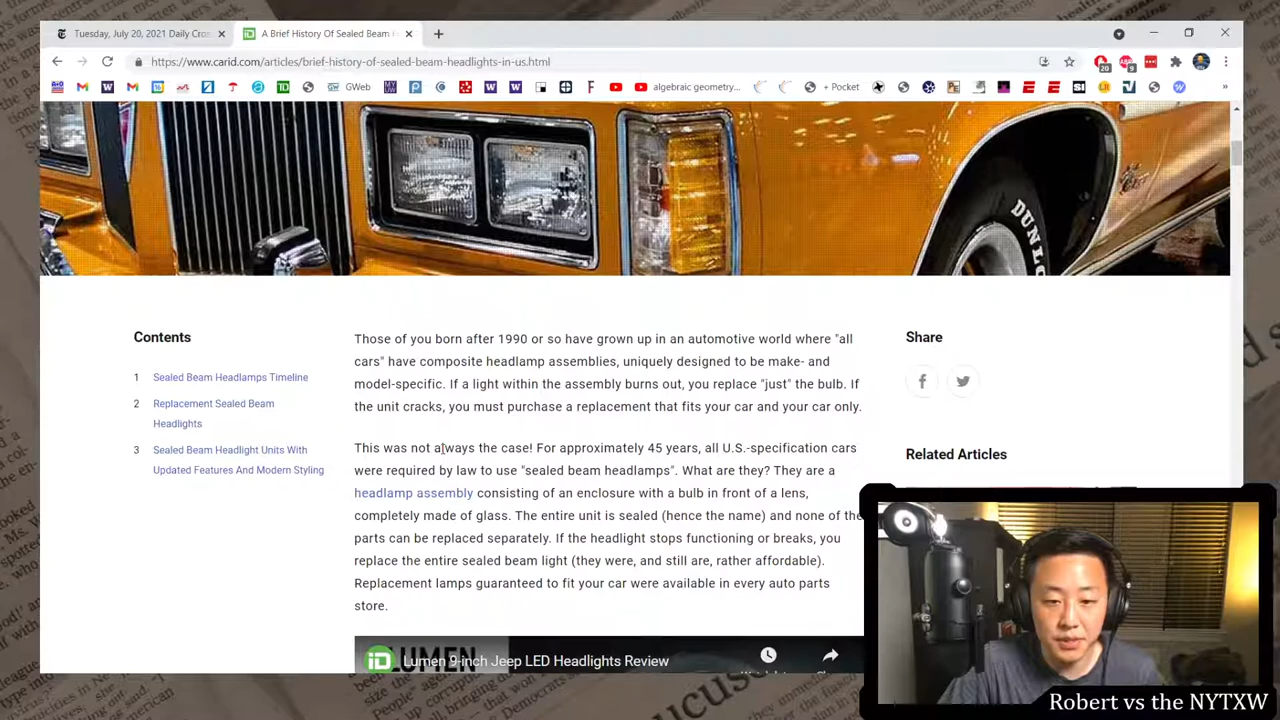 Tuesday, July 20, 2021 Daily Cros
A Brief History Of Sealed Beam H
https://www.carid.com/articles/brief-history-of-sealed-beam-headlights-in-us.html
GWeb
algebraic geometry...
+ Pocket
DUNLO
Contents
1 Sealed Beam Headlamps Timeline
2 Replacement Sealed Beam
Headlights
3 Sealed Beam Headlight Units With
Updated Features And Modern Styling
Those of you born after 1990 or so have grown up in an automotive world where "all
cars" have composite headlamp assemblies, uniquely designed to be make- and
model-specific. If a light within the assembly burns out, you replace "just" the bulb. If
the unit cracks, you must purchase a replacement that fits your car and your car only.
This was not always the case! For approximately 45 years, all U.S.-specification cars
were required by law to use "sealed beam headlamps". What are they? They are a
headlamp assembly consisting of an enclosure with a bulb in front of a lens,
completely made of glass. The entire unit is sealed (hence the name) and none of the
parts can be replaced separately. If the headlight stops functioning or breaks, you
replace the entire sealed beam light (they were, and still are, rather affordable).
Replacement lamps guaranteed to fit your car were available in every auto parts
store.
Share
Related Articles
iD
LUMEN
Lumen 9-inch Jeep LED Headlights Review
Robert vs the NYTXW